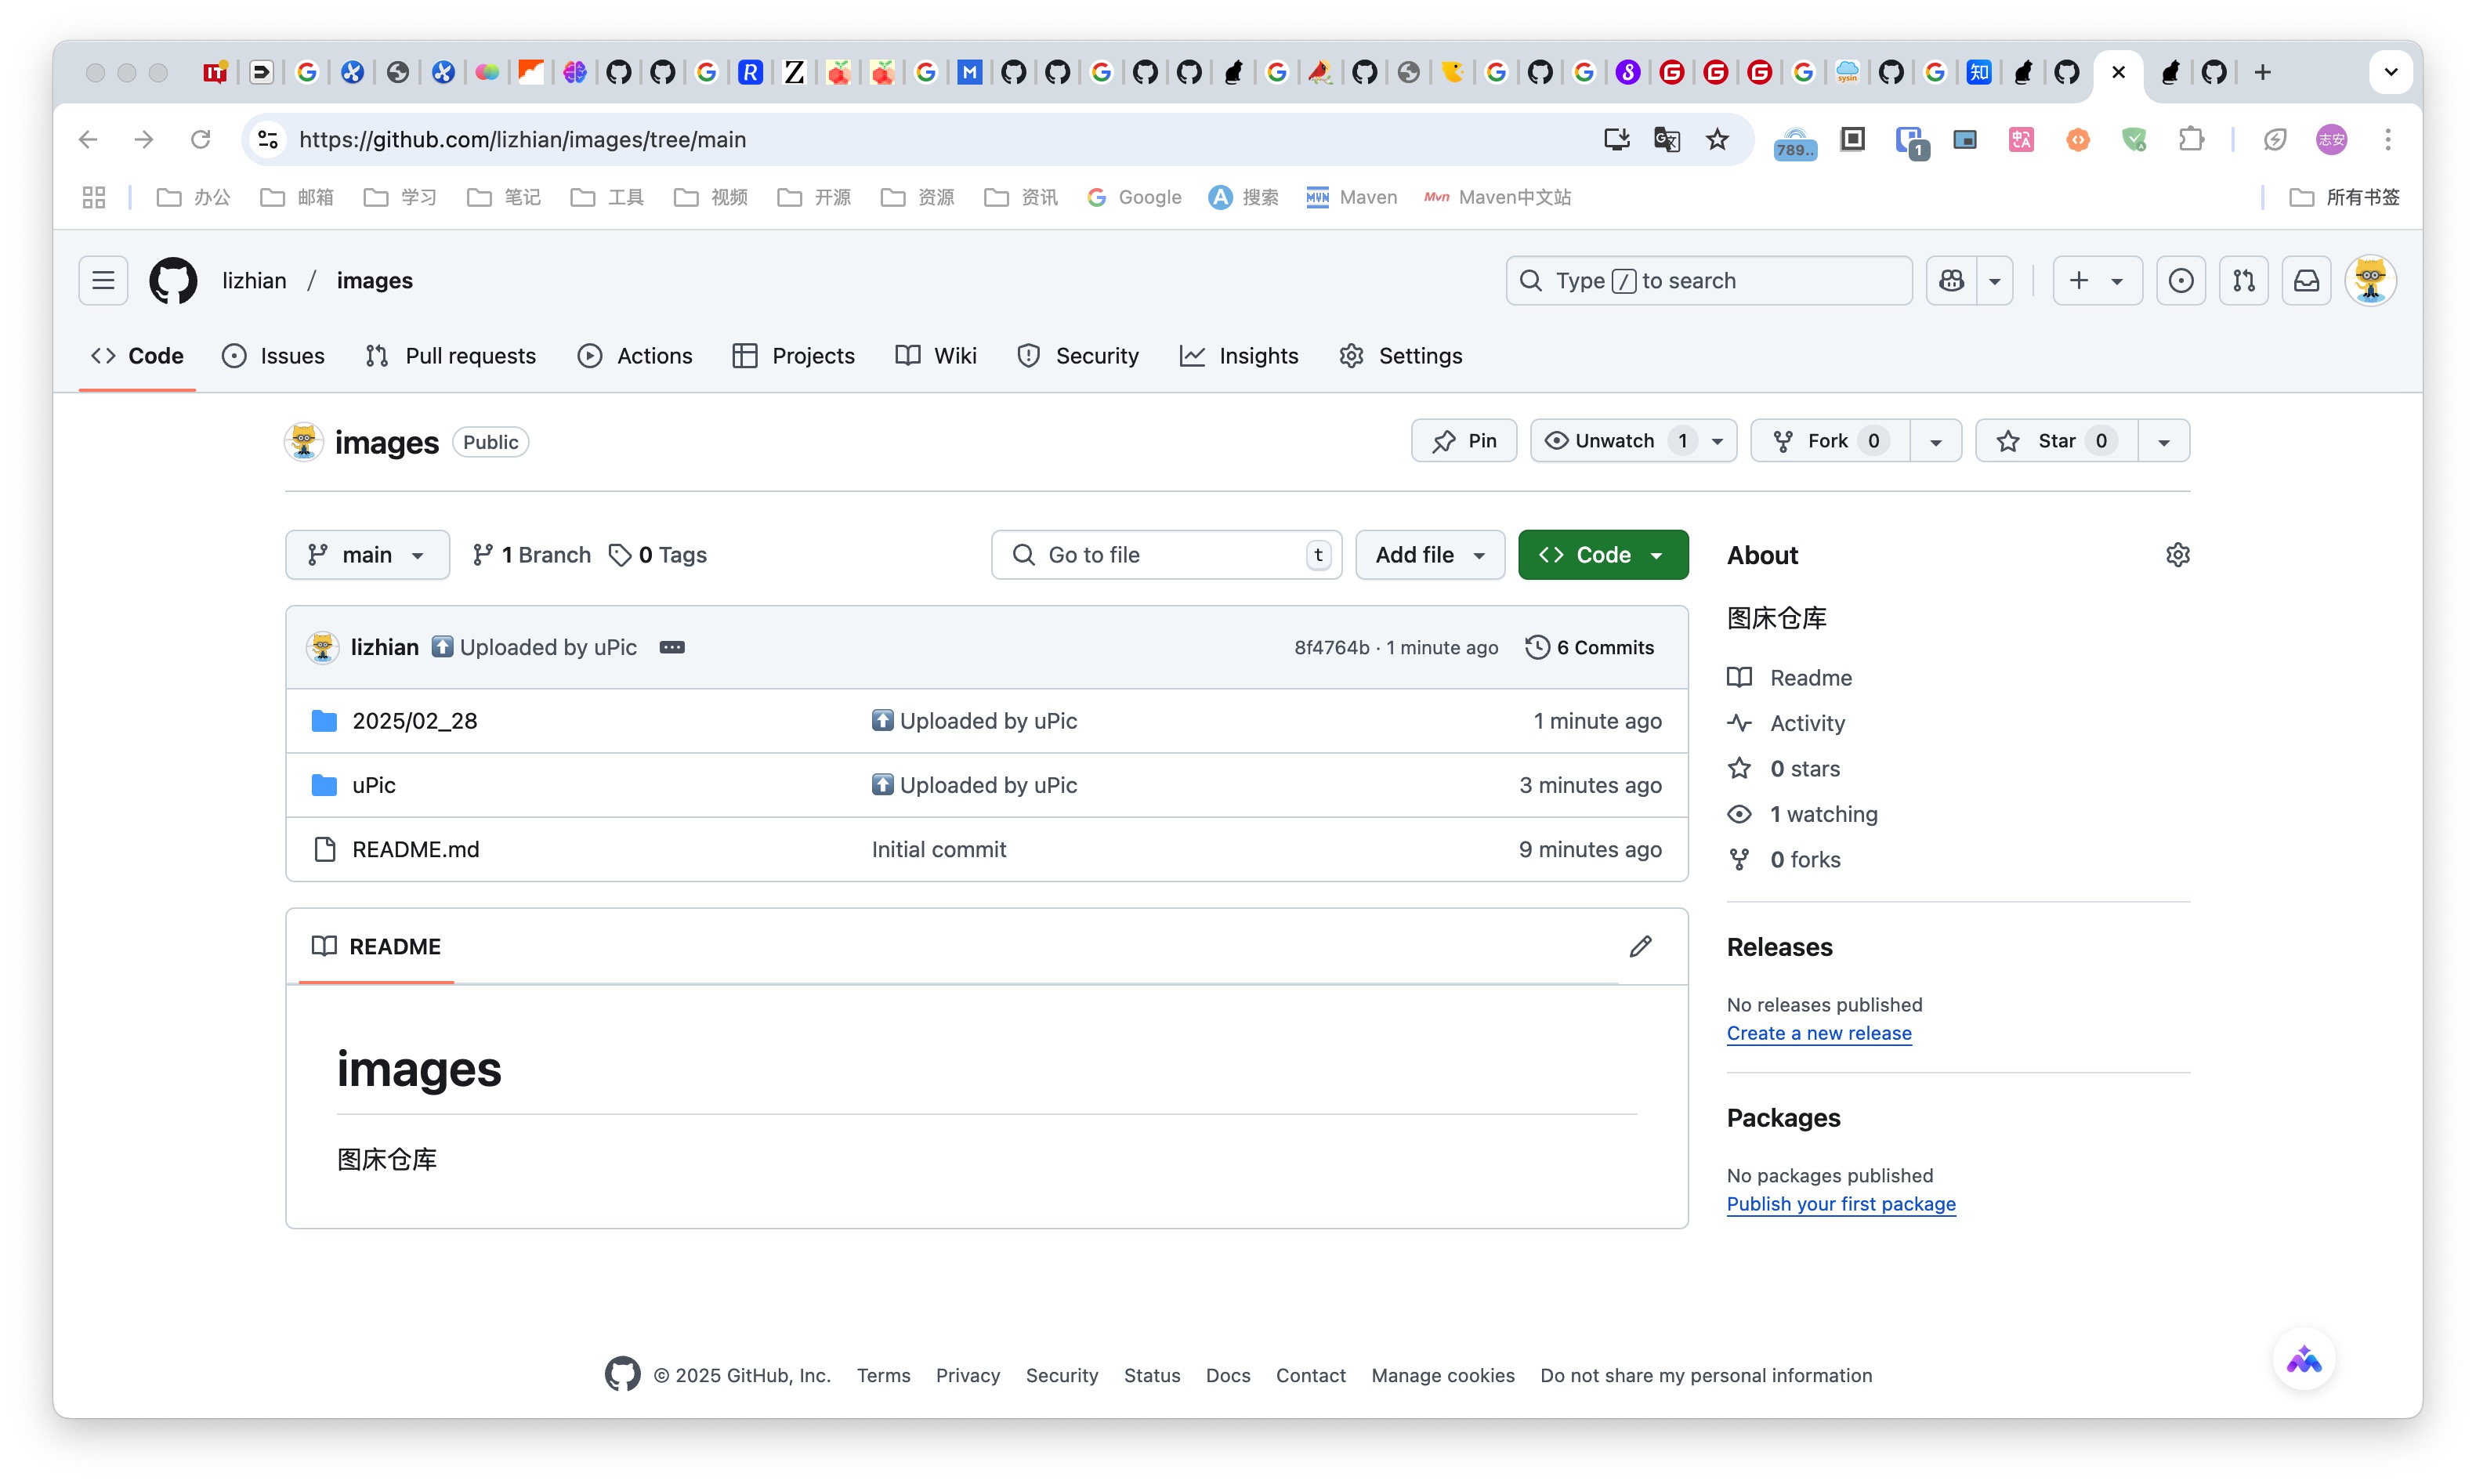 https://github.com/lizhian/images/tree/main
789..
1
志安
办公 邮箱 学习 笔记 工具 视频 开源 资源 资讯 Google 搜索 Maven Maven中文站 所有书签
lizhian / images
Type / to search
Code Issues Pull requests Actions Projects Wiki Security Insights Settings
images Public
Pin Unwatch 1 Fork 0 Star 0
main 1 Branch 0 Tags Go to file t Add file Code
lizhian Uploaded by uPic 8f4764b · 1 minute ago 6 Commits
2025/02_28 Uploaded by uPic 1 minute ago
uPic Uploaded by uPic 3 minutes ago
README.md Initial commit 9 minutes ago
README
images
图床仓库
About
图床仓库
Readme
Activity
0 stars
1 watching
0 forks
Releases
No releases published
Create a new release
Packages
No packages published
Publish your first package
© 2025 GitHub, Inc. Terms Privacy Security Status Docs Contact Manage cookies Do not share my personal information